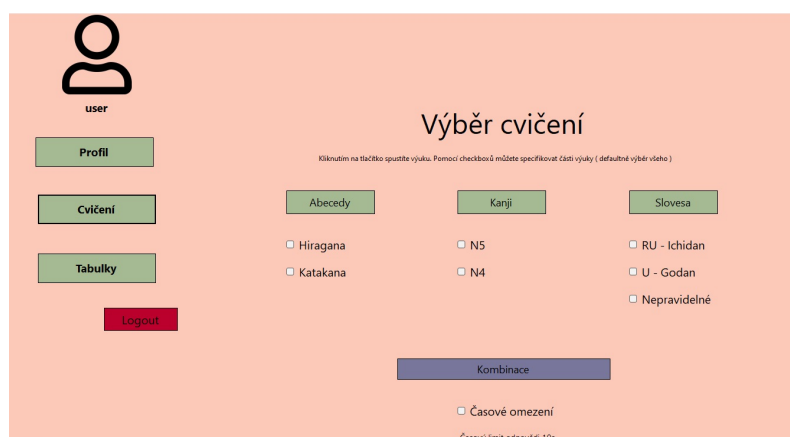 user
Profil
Cvičení
Tabulky
Logout
Výběr cvičení
Kliknutím na tlačítko spustíte výuku. Pomocí checkboxů můžete specifikovat části výuky ( defaultně výběr všeho )
Abecedy
Hiragana
Katakana
Kanji
N5
N4
Slovesa
RU - Ichidan
U - Godan
Nepravidelné
Kombinace
Časové omezení